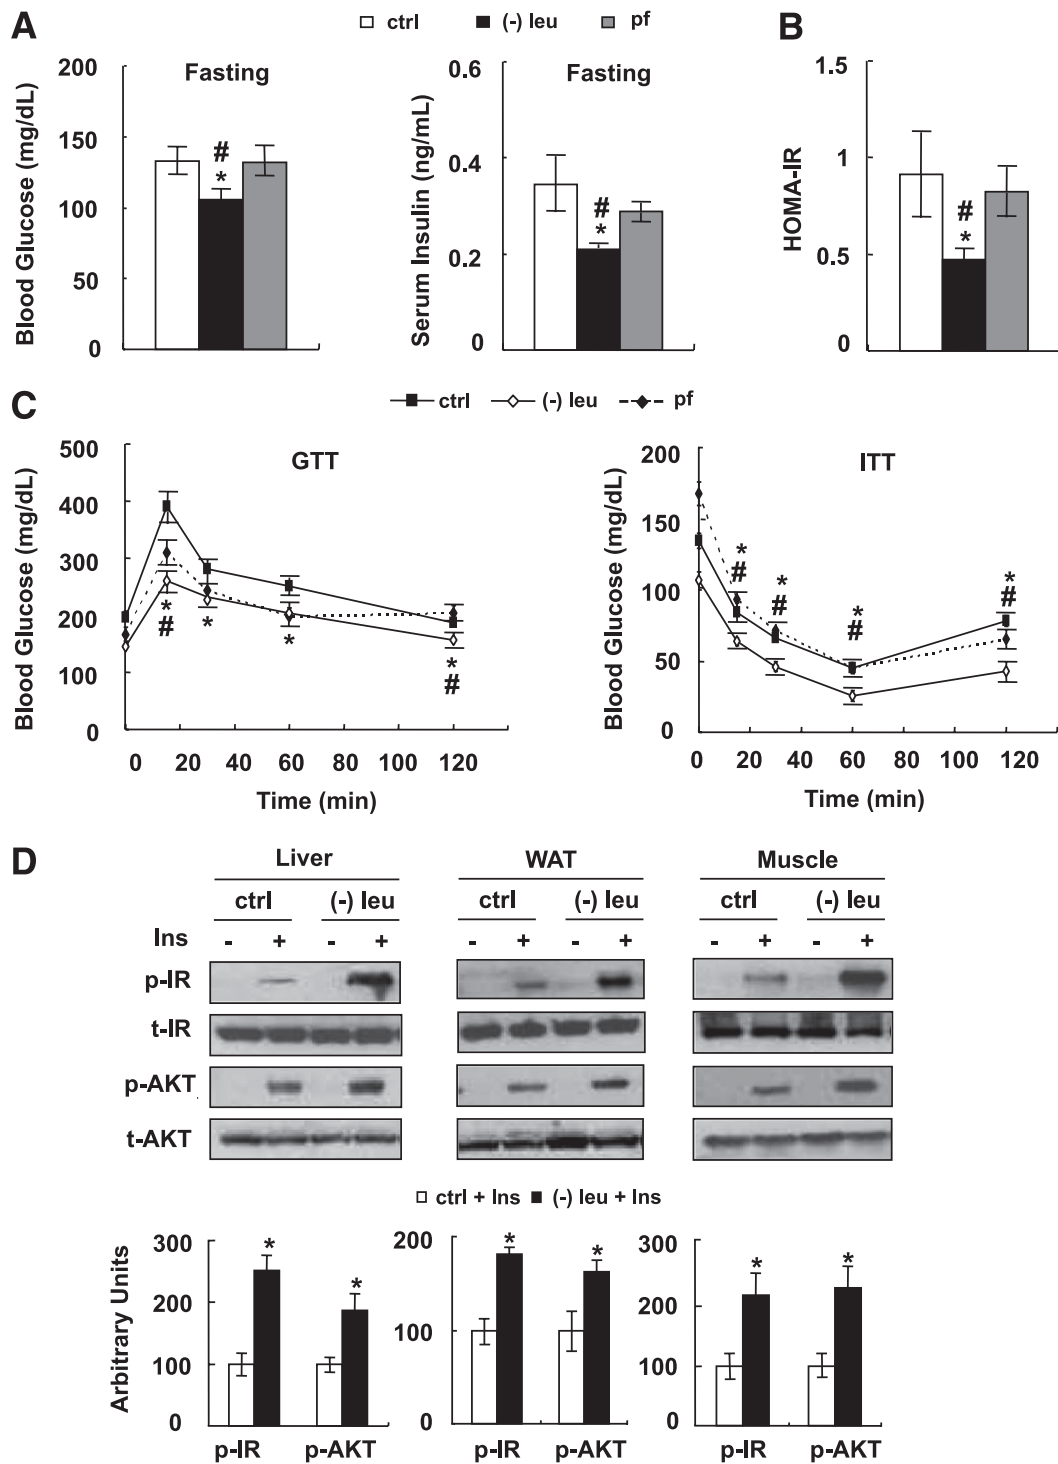 A
ctrl (-) leu pf
B
200
150
100
50
0
Blood Glucose (mg/dL)
Fasting
#
*
0.6
0.4
0.2
0
Serum Insulin (ng/mL)
Fasting
#
*
1.5
1
0.5
0
HOMA-IR
#
*
C
ctrl (-) leu pf
500
400
300
200
100
0
Blood Glucose (mg/dL)
GTT
*
#
*
*
*
#
0 20 40 60 80 100 120
Time (min)
200
150
100
50
0
Blood Glucose (mg/dL)
ITT
*
#
*
#
*
#
*
#
0 20 40 60 80 100 120
Time (min)
D
Liver WAT Muscle
ctrl (-) leu ctrl (-) leu ctrl (-) leu
Ins - + - + - + - + - + - +
p-IR
t-IR
p-AKT
t-AKT
ctrl + Ins (-) leu + Ins
Arbitrary Units
300
200
100
0
* *
p-IR p-AKT
200
100
0
* *
p-IR p-AKT
300
200
100
0
* *
p-IR p-AKT